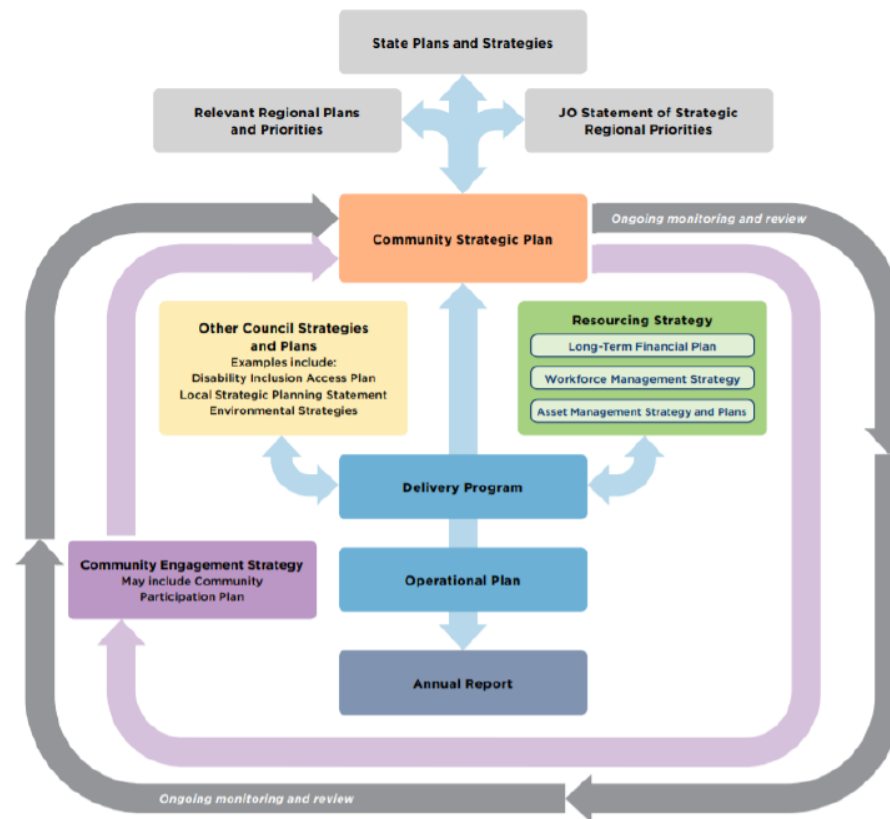 State Plans and Strategies
Relevant Regional Plans
and Priorities
JO Statement of Strategic
Regional Priorities
Ongoing monitoring and review
Community Strategic Plan
Other Council Strategies
and Plans
Examples include:
Disability Inclusion Access Plan
Local Strategic Planning Statement
Environmental Strategies
Resourcing Strategy
Long-Term Financial Plan
Workforce Management Strategy
Asset Management Strategy and Plans
Delivery Program
Community Engagement Strategy
May include Community
Participation Plan
Operational Plan
Annual Report
Ongoing monitoring and review